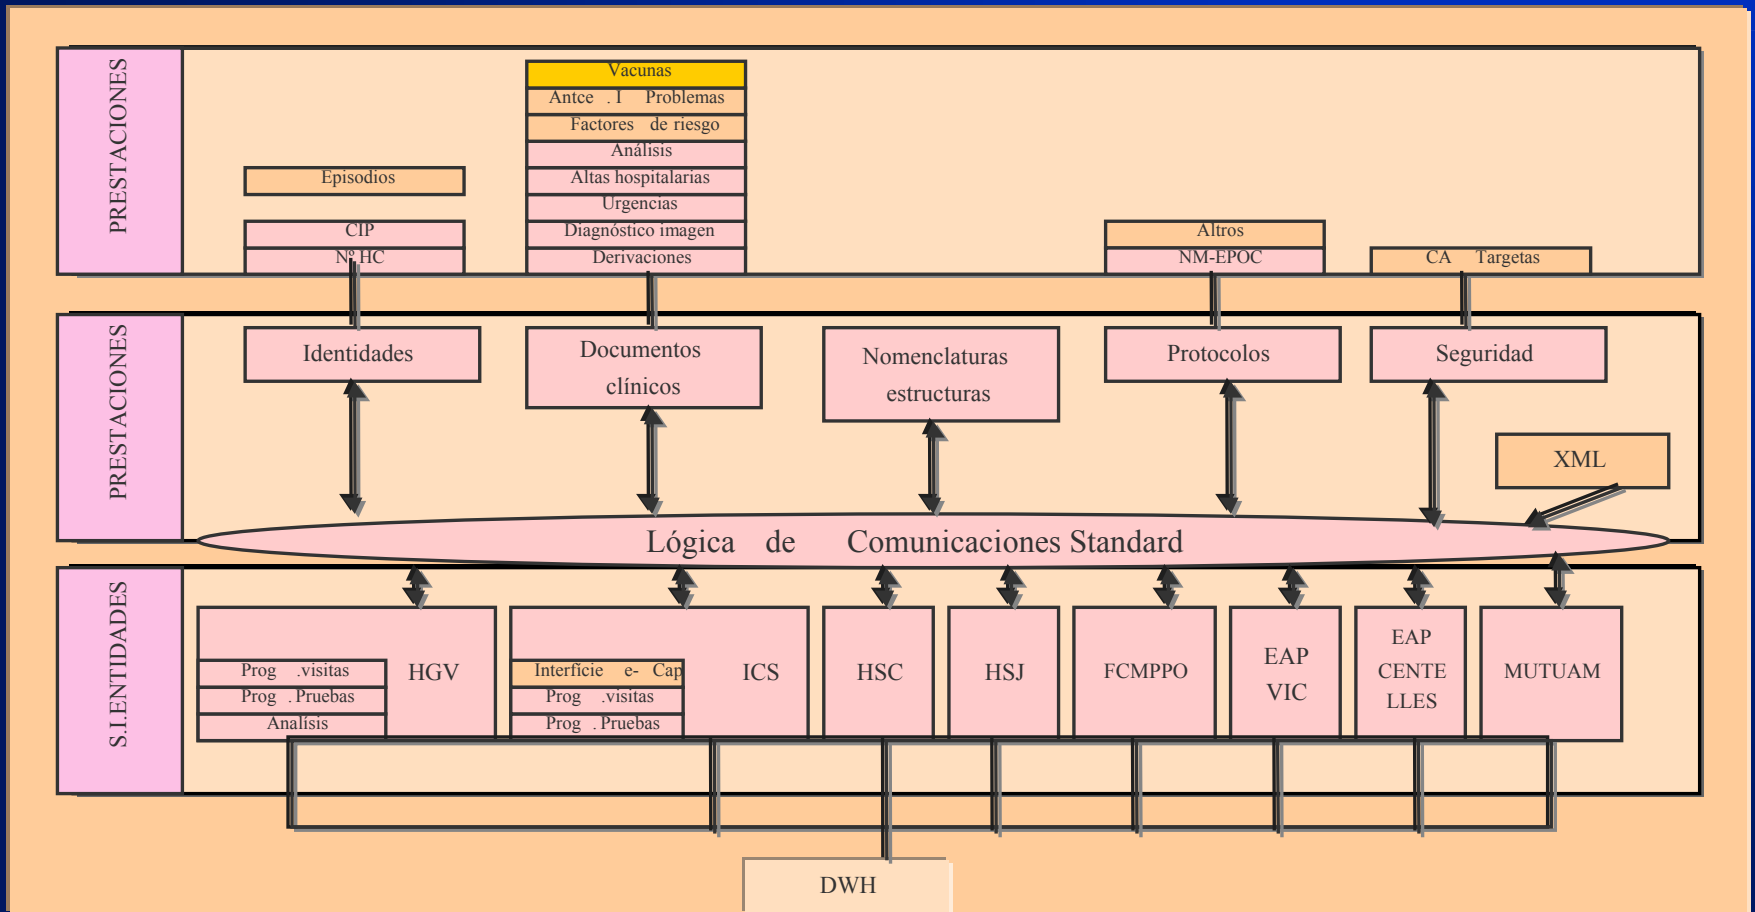 PRESTACIONES
Vacunas
Antce . I Problemas
Factores de riesgo
Análisis
Altas hospitalarias
Urgencias
Diagnóstico imagen
Derivaciones
Episodios
CIP
Nº HC
Altros
NM-EPOC
CA Targetas
PRESTACIONES
Identidades
Documentos
clínicos
Nomenclaturas
estructuras
Protocolos
Seguridad
XML
Lógica de Comunicaciones Standard
S.I.ENTIDADES
Prog .visitas
Prog . Pruebas
Analísis
HGV
Interfície e- Cap
Prog .visitas
Prog . Pruebas
ICS
HSC
HSJ
FCMPPO
EAP
VIC
EAP
CENTE
LLES
MUTUAM
DWH